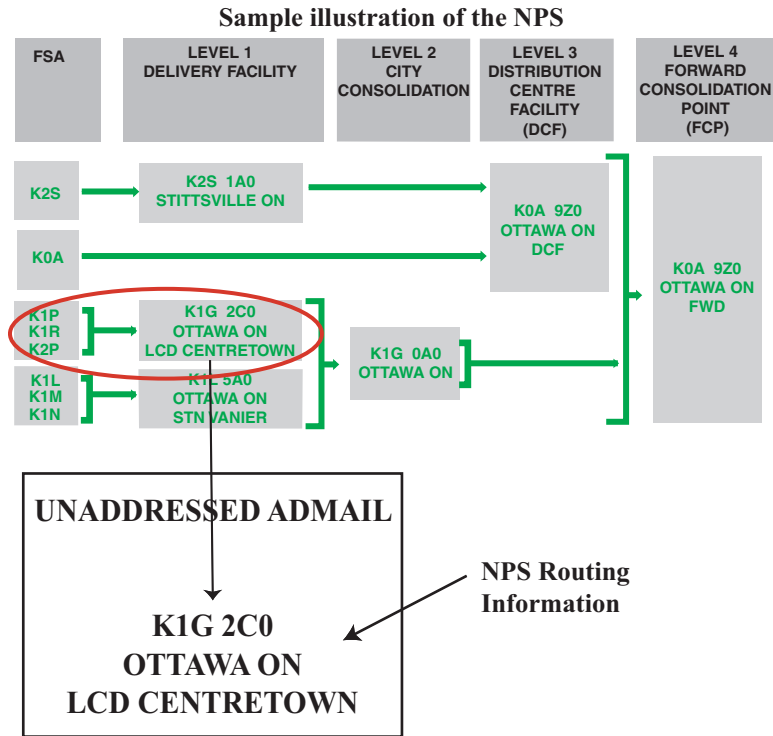 Sample illustration of the NPS
FSA
LEVEL 1
DELIVERY FACILITY
LEVEL 2
CITY
CONSOLIDATION
LEVEL 3
DISTRIBUTION
CENTRE
FACILITY
(DCF)
LEVEL 4
FORWARD
CONSOLIDATION
POINT
(FCP)
K2S
K2S 1A0
STITTSVILLE ON
K0A
K0A 9Z0
OTTAWA ON
DCF
K0A 9Z0
OTTAWA ON
FWD
K1P
K1R
K2P
K1G 2C0
OTTAWA ON
LCD CENTRETOWN
K1G 0A0
OTTAWA ON
K1L
K1M
K1N
K1L 5A0
OTTAWA ON
STN VANIER
UNADDRESSED ADMAIL
K1G 2C0
OTTAWA ON
LCD CENTRETOWN
NPS Routing
Information